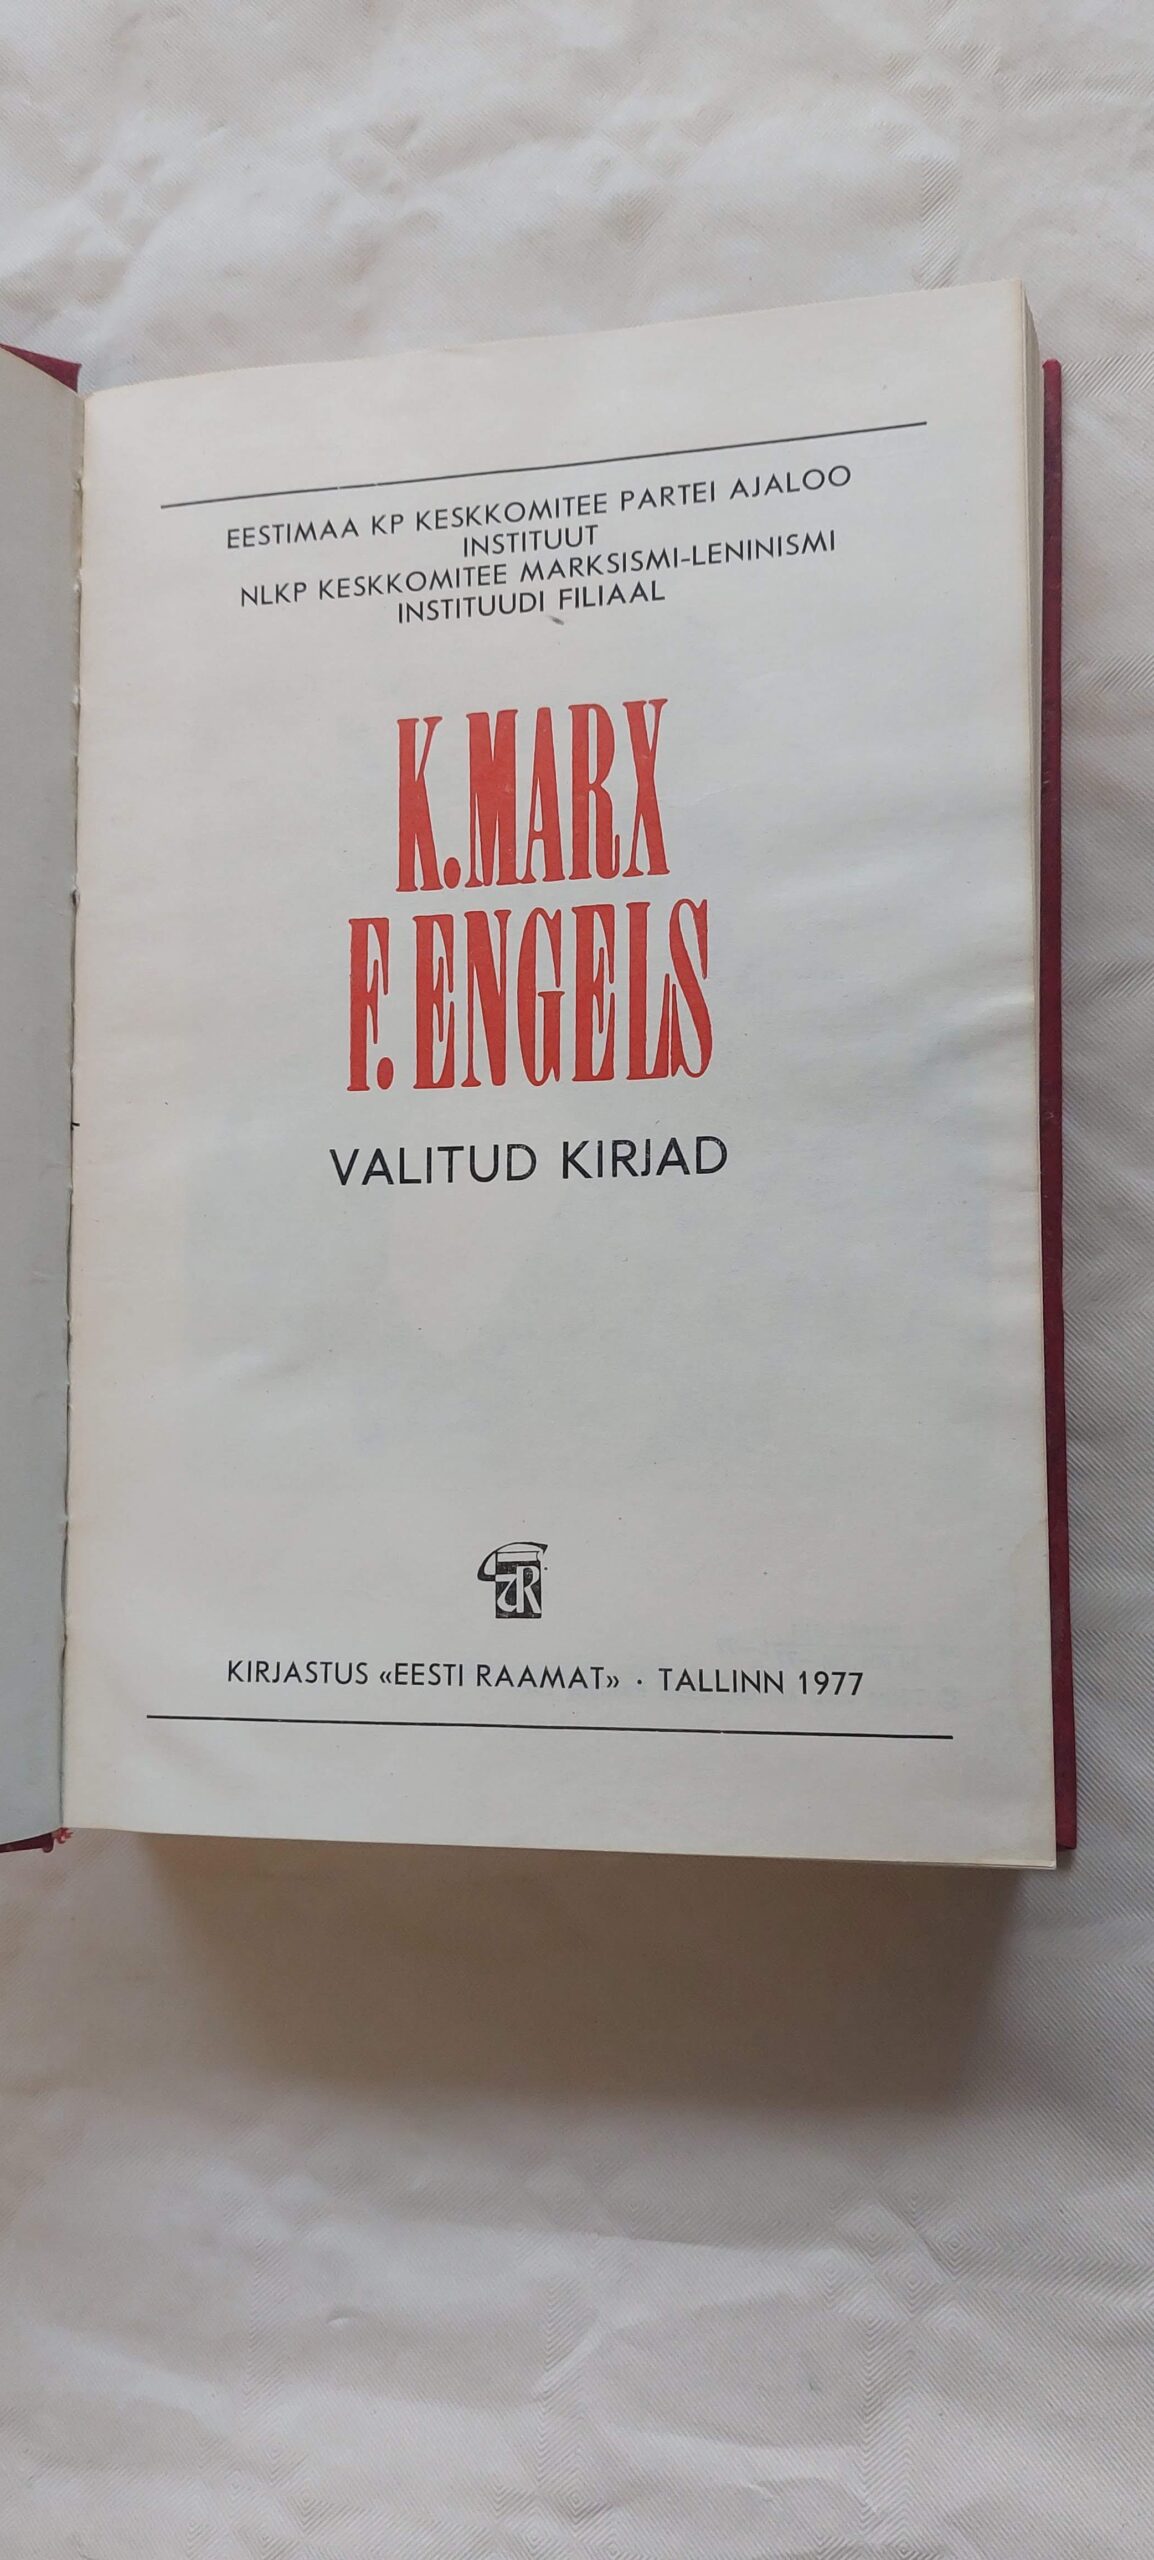 EESTIMAA KP KESKKOMITEE PARTEI AJALOO
INSTITUUT
NLKP KESKKOMITEE MARKSISMI-LENINISMI
INSTITUUDI FILIAAL
K. MARX
F. ENGELS
VALITUD KIRJAD
KIRJASTUS «EESTI RAAMAT» · TALLINN 1977